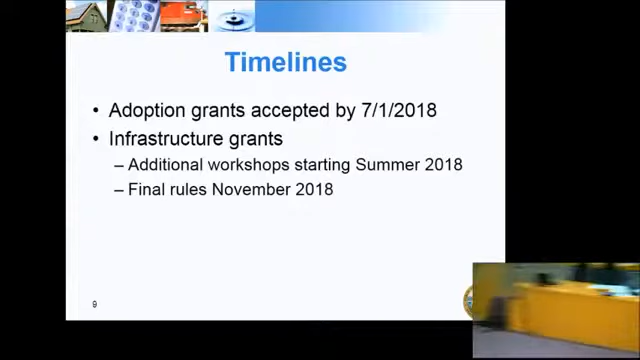 Timelines
• Adoption grants accepted by 7/1/2018
• Infrastructure grants
– Additional workshops starting Summer 2018
– Final rules November 2018
9